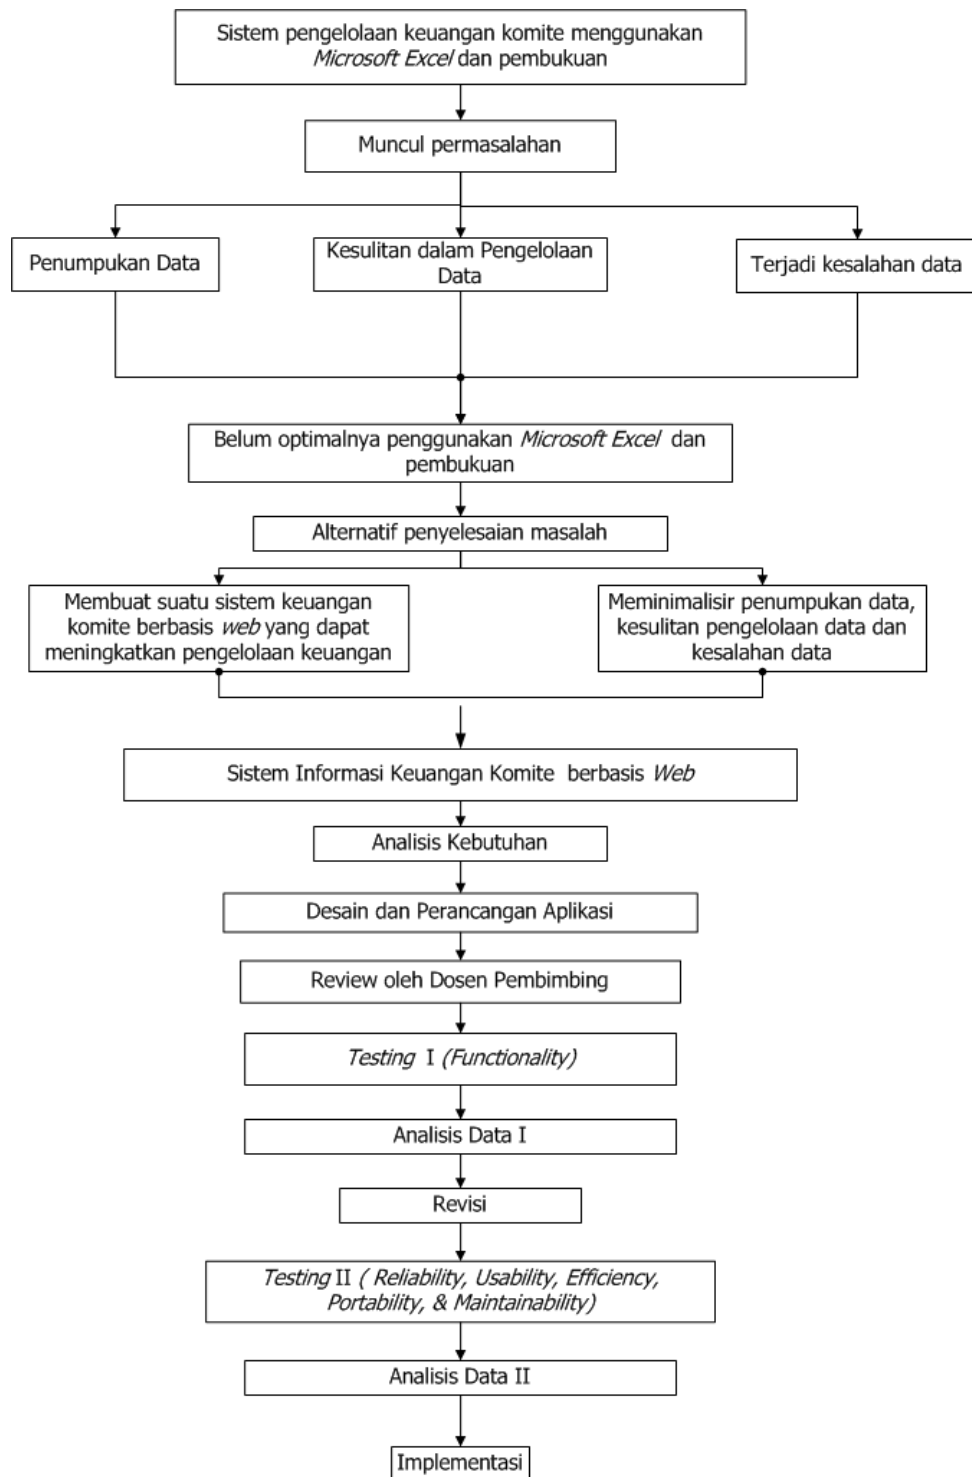 Sistem pengelolaan keuangan komite menggunakan
Microsoft Excel dan pembukuan
Muncul permasalahan
Penumpukan Data
Kesulitan dalam Pengelolaan
Data
Terjadi kesalahan data
Belum optimalnya penggunakan Microsoft Excel dan
pembukuan
Alternatif penyelesaian masalah
Membuat suatu sistem keuangan
komite berbasis web yang dapat
meningkatkan pengelolaan keuangan
Meminimalisir penumpukan data,
kesulitan pengelolaan data dan
kesalahan data
Sistem Informasi Keuangan Komite berbasis Web
Analisis Kebutuhan
Desain dan Perancangan Aplikasi
Review oleh Dosen Pembimbing
Testing I (Functionality)
Analisis Data I
Revisi
Testing II ( Reliability, Usability, Efficiency,
Portability, & Maintainability)
Analisis Data II
Implementasi